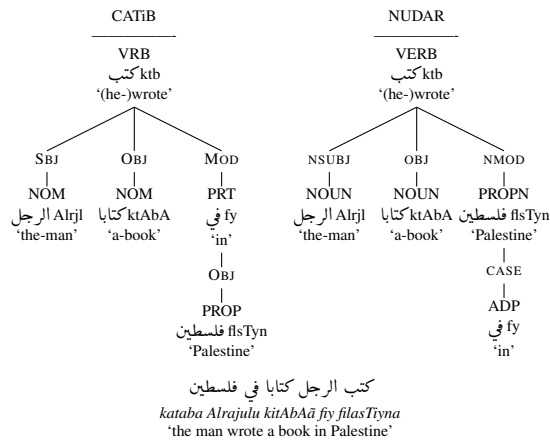 CATiB NUDAR
VRB VERB
كتب ktb كتب ktb
‘(he-)wrote’ ‘(he-)wrote’
SBJ OBJ MOD NSUBJ OBJ NMOD
NOM NOM PRT NOUN NOUN PROPN
الرجل Alrjl كتابا ktAbA في fy الرجل Alrjl كتابا ktAbA فلسطين flsTyn
‘the-man’ ‘a-book’ ‘in’ ‘the-man’ ‘a-book’ ‘Palestine’
OBJ CASE
PROP ADP
فلسطين flsTyn في fy
‘Palestine’ ‘in’
كتب الرجل كتابا في فلسطين
kataba Alrajulu kitAbAã fiy filasTiyna
‘the man wrote a book in Palestine’